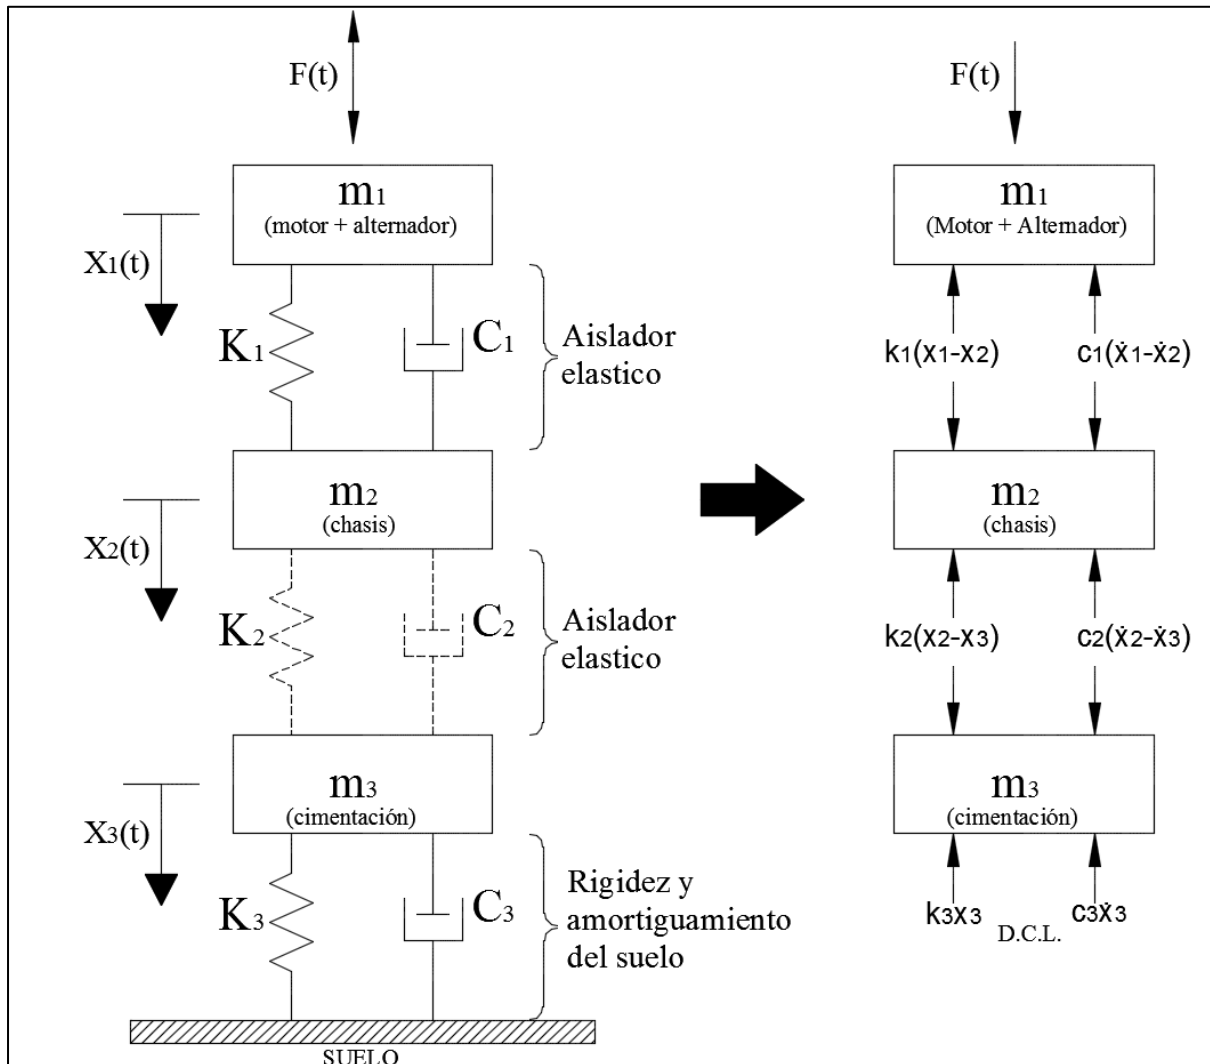 F(t)
m1
(motor + alternador)
X1(t)
K1
C1
Aislador
elastico
m2
(chasis)
X2(t)
K2
C2
Aislador
elastico
m3
(cimentación)
X3(t)
K3
C3
Rigidez y
amortiguamiento
del suelo
SUELO
F(t)
m1
(Motor + Alternador)
k1(x1-x2)
c1(ẋ1-ẋ2)
m2
(chasis)
k2(x2-x3)
c2(ẋ2-ẋ3)
m3
(cimentación)
k3x3
c3ẋ3
D.C.L.